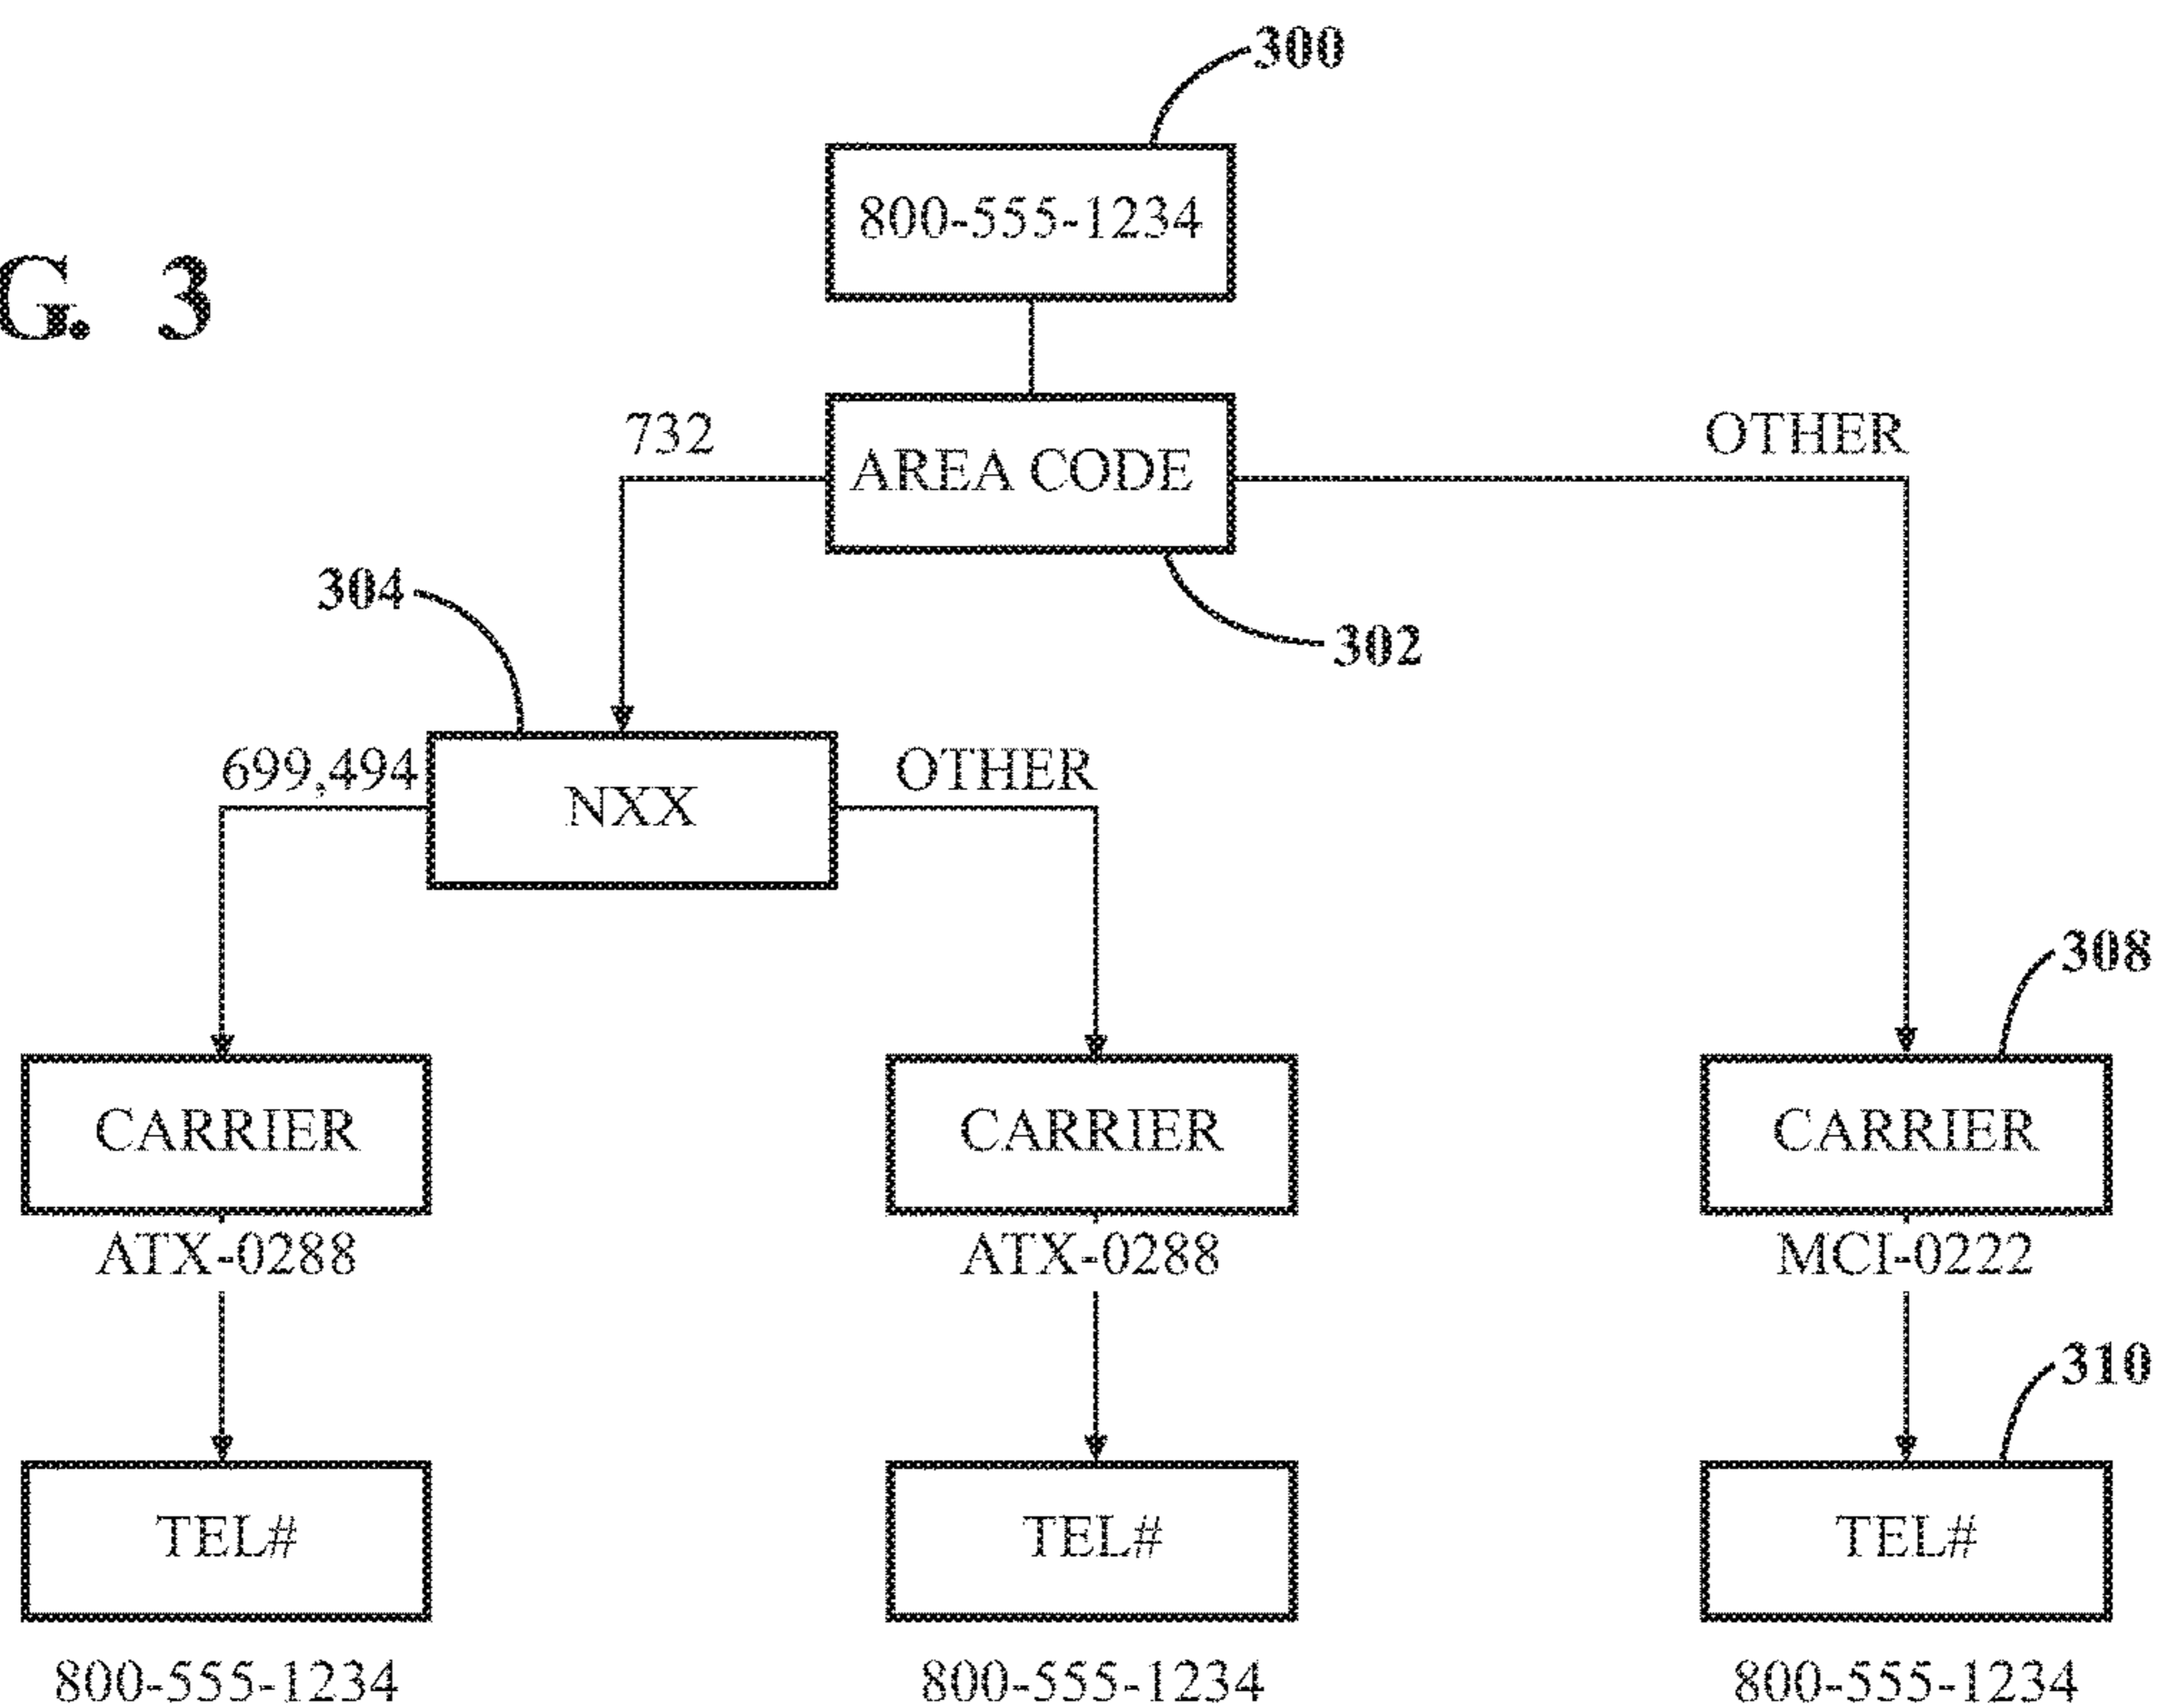 300
800-555-1234
G. 3
732
AREA CODE
OTHER
304
302
699,494
NXX
OTHER
308
CARRIER
CARRIER
CARRIER
ATX-0288
ATX-0288
MCI-0222
310
TEL#
TEL#
TEL#
800-555-1234
800-555-1234
800-555-1234